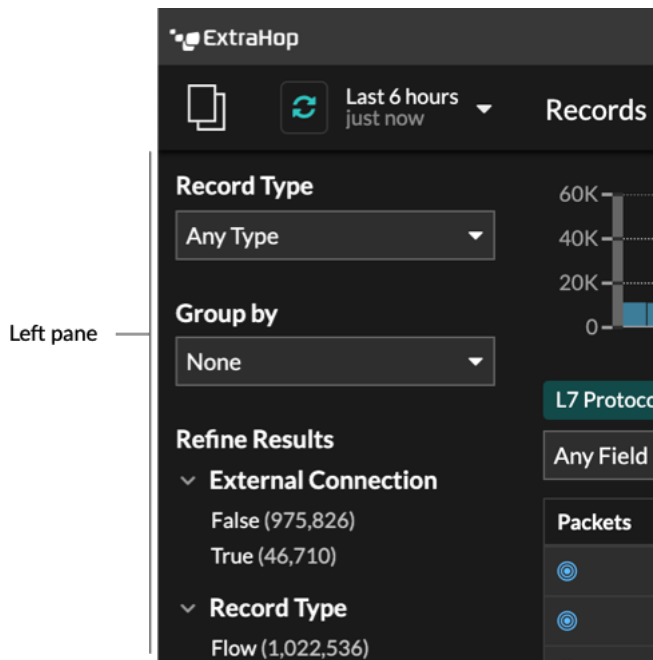 ExtraHop
Last 6 hours
just now
Records
Left pane
Record Type
Any Type
Group by
None
Refine Results
External Connection
False (975,826)
True (46,710)
Record Type
Flow (1,022,536)
60K
40K
20K
0
L7 Protoco
Any Field
Packets